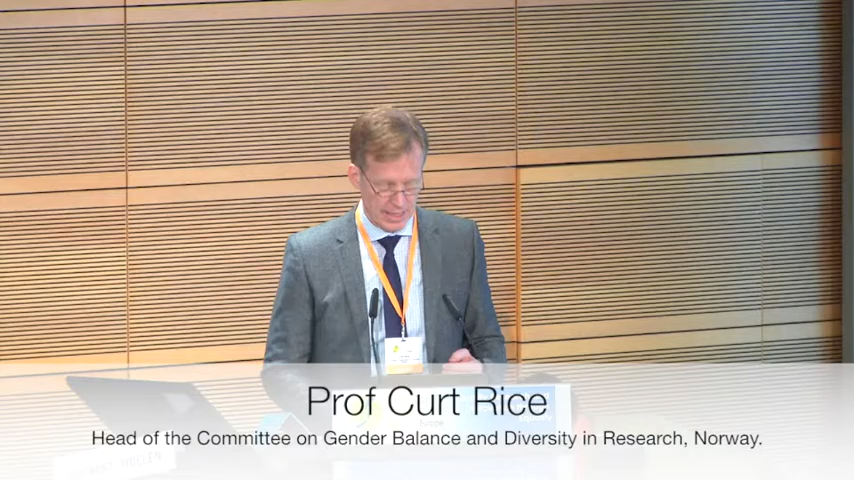 Prof Curt Rice
Head of the Committee on Gender Balance and Diversity in Research, Norway.